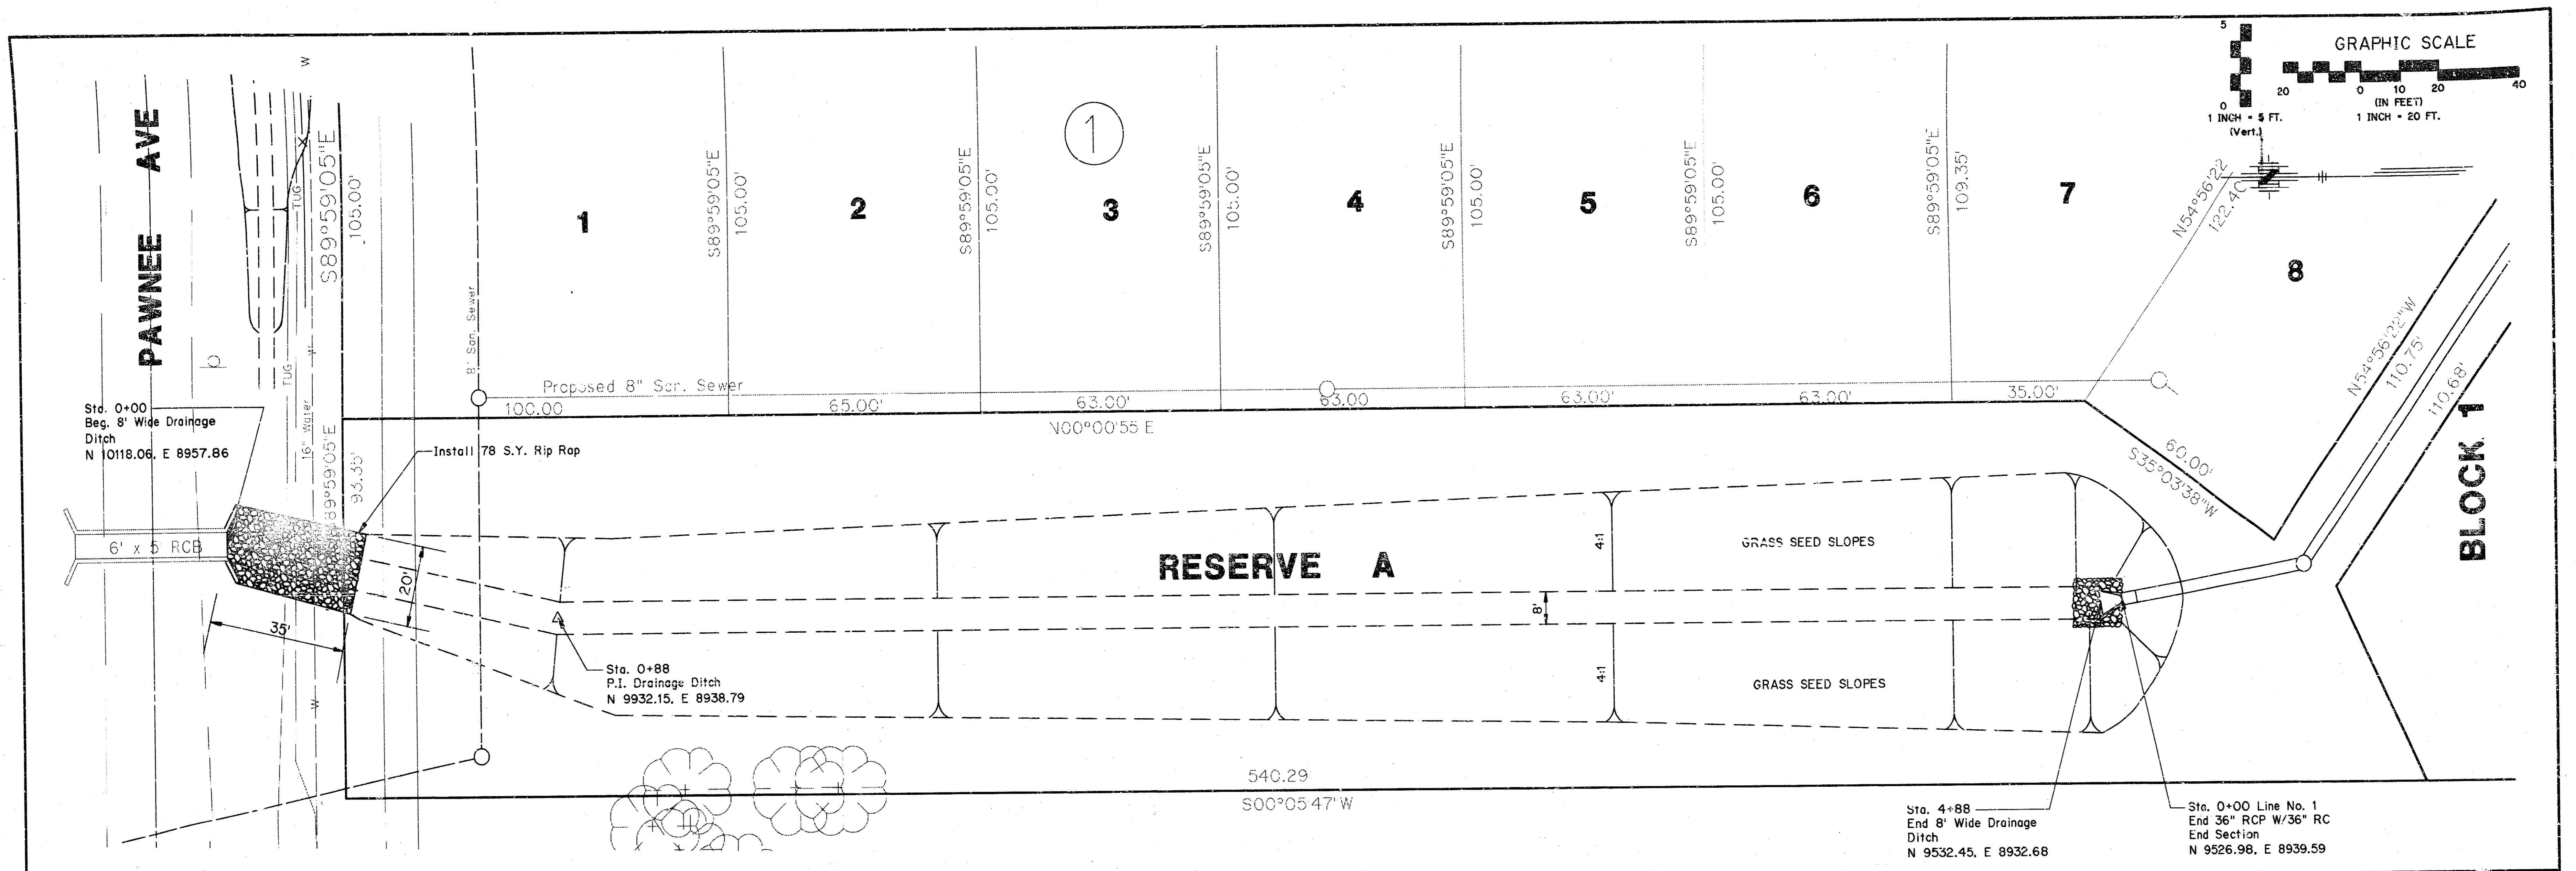 GRAPHIC SCALE
5
0
1 INCH = 5 FT.
(Vert.)
20 0 10 20 40
(IN FEET)
1 INCH = 20 FT.
PAWNEE AVE
W
TUG
TUG
16" Water
W
W
S89°59'05"E
105.00'
8" San. Sewer
1
1
S89°59'05"E
105.00'
2
S89°59'05"E
105.00'
3
S89°59'05"E
105.00'
4
S89°59'05"E
105.00'
5
S89°59'05"E
105.00'
6
S89°59'05"E
109.35'
7
N54°56'22
122.40'
8
N54°56'22"W
110.75'
110.68'
BLOCK 1
Proposed 8" San. Sewer
100.00
65.00'
63.00'
63.00
63.00'
63.00'
35.00'
N00°00'55 E
60.00'
S35°03'38"W
Sta. 0+00
Beg. 8' Wide Drainage
Ditch
N 10118.06, E 8957.86
89°59'05"E
93.35'
Install 78 S.Y. Rip Rap
6' x 5' RCB
20'
35'
RESERVE A
4:1
GRASS SEED SLOPES
8'
4:1
GRASS SEED SLOPES
Sta. 0+88
P.I. Drainage Ditch
N 9932.15, E 8938.79
540.29
S00°05'47"W
Sta. 4+88
End 8' Wide Drainage
Ditch
N 9532.45, E 8932.68
Sta. 0+00 Line No. 1
End 36" RCP W/36" RC
End Section
N 9526.98, E 8939.59